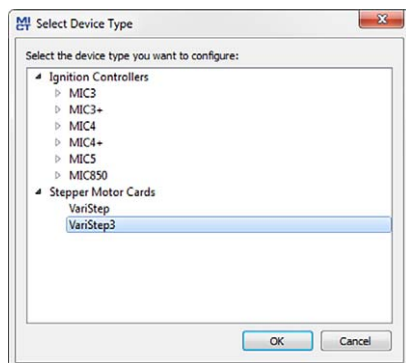 MICT Select Device Type
Select the device type you want to configure:
Ignition Controllers
MIC3
MIC3+
MIC4
MIC4+
MIC5
MIC850
Stepper Motor Cards
VariStep
VariStep3
OK Cancel